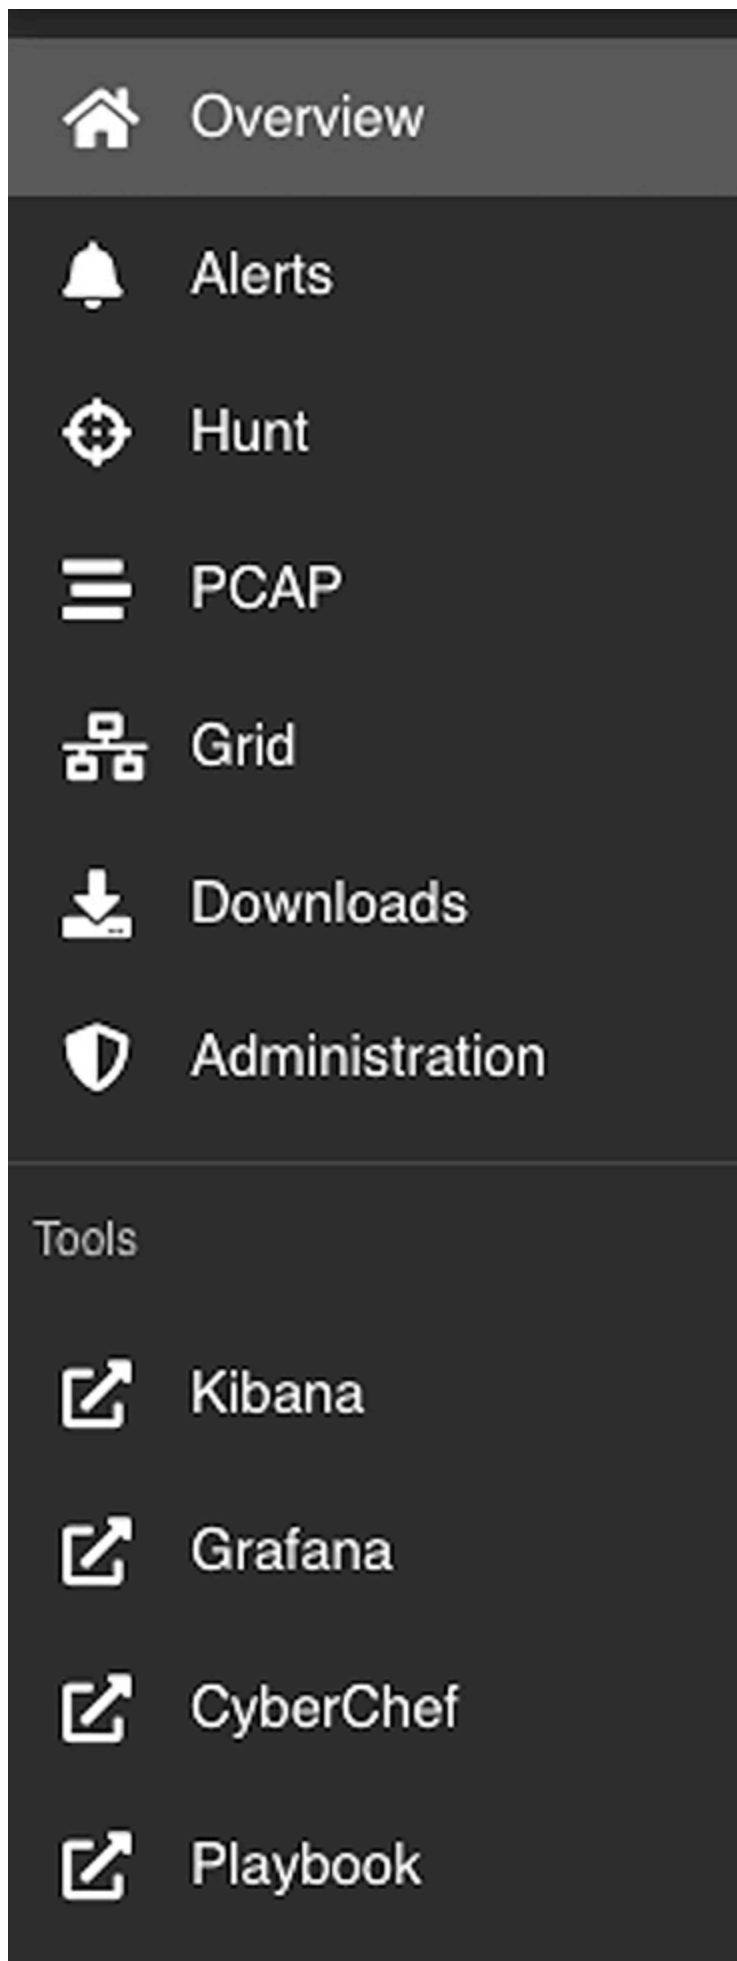 Overview
Alerts
Hunt
PCAP
Grid
Downloads
Administration
Tools
Kibana
Grafana
CyberChef
Playbook